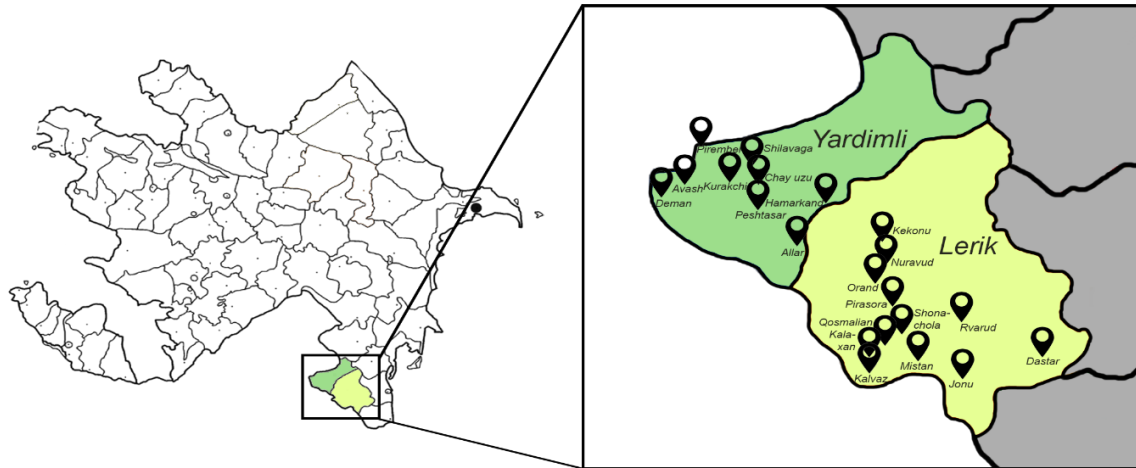 Yardimli
Shilavaga
Chay uzu
Kurakchi
Avash
Deman
Peshtasar
Hamarkand
Allar
Kekonu
Lerik
Nuravud
Orand
Pirasora
Shona-
chola
Rvarud
Qosmalian
Kala-
xan
Kalvaz
Mistan
Jonu
Dastar